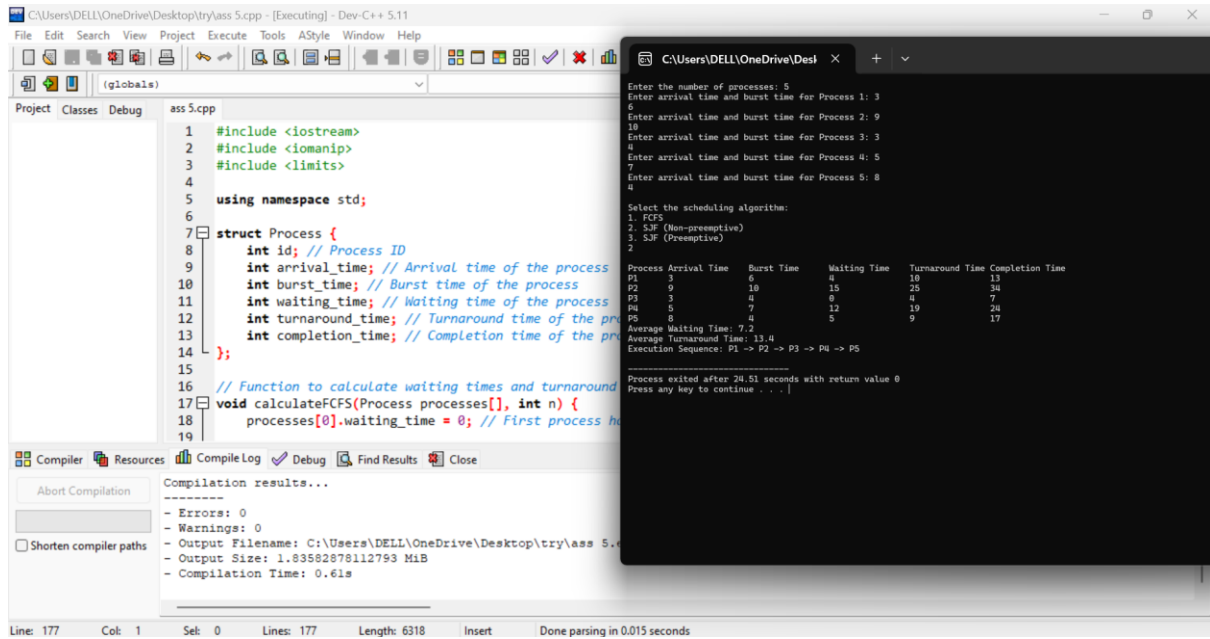 C:\Users\DELL\OneDrive\Desktop\try\ass 5.cpp - [Executing] - Dev-C++ 5.11
File Edit Search View Project Execute Tools AStyle Window Help
(globals)
Project Classes Debug
ass 5.cpp
1 #include <iostream>
2 #include <iomanip>
3 #include <limits>
4
5 using namespace std;
6
7 struct Process {
8 int id; // Process ID
9 int arrival_time; // Arrival time of the process
10 int burst_time; // Burst time of the process
11 int waiting_time; // Waiting time of the process
12 int turnaround_time; // Turnaround time of the pro
13 int completion_time; // Completion time of the pro
14 };
15
16 // Function to calculate waiting times and turnaround
17 void calculateFCFS(Process processes[], int n) {
18 processes[0].waiting_time = 0; // First process ha
19
Compiler Resources Compile Log Debug Find Results Close
Abort Compilation
Shorten compiler paths
Compilation results...
--------
- Errors: 0
- Warnings: 0
- Output Filename: C:\Users\DELL\OneDrive\Desktop\try\ass 5.e
- Output Size: 1.83582878112793 MiB
- Compilation Time: 0.61s
Line: 177 Col: 1 Sel: 0 Lines: 177 Length: 6318 Insert Done parsing in 0.015 seconds
C:\Users\DELL\OneDrive\Desk
Enter the number of processes: 5
Enter arrival time and burst time for Process 1: 3
6
Enter arrival time and burst time for Process 2: 9
10
Enter arrival time and burst time for Process 3: 3
4
Enter arrival time and burst time for Process 4: 5
7
Enter arrival time and burst time for Process 5: 8
4
Select the scheduling algorithm:
1. FCFS
2. SJF (Non-preemptive)
3. SJF (Preemptive)
2
Process Arrival Time Burst Time Waiting Time Turnaround Time Completion Time
P1 3 6 4 10 13
P2 9 10 15 25 34
P3 3 4 0 4 7
P4 5 7 12 19 24
P5 8 4 5 9 17
Average Waiting Time: 7.2
Average Turnaround Time: 13.4
Execution Sequence: P1 -> P2 -> P3 -> P4 -> P5
--------------------------------
Process exited after 24.51 seconds with return value 0
Press any key to continue . . .